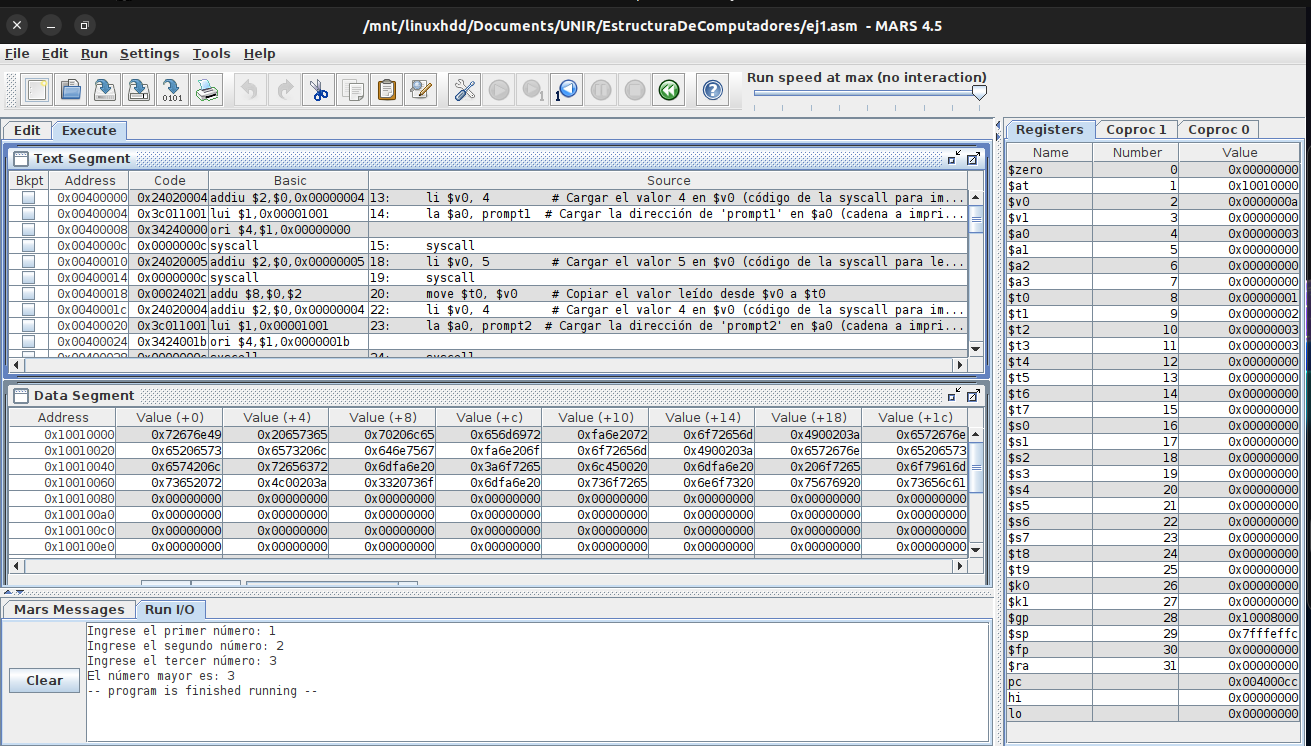 /mnt/linuxhdd/Documents/UNIR/EstructuraDeComputadores/ej1.asm - MARS 4.5
File Edit Run Settings Tools Help
Run speed at max (no interaction)
Edit Execute
Text Segment
Bkpt Address Code Basic Source
0x00400000 0x24020004 addiu $2,$0,0x00000004 13: li $v0, 4 # Cargar el valor 4 en $v0 (código de la syscall para im...
0x00400004 0x3c011001 lui $1,0x00001001 14: la $a0, prompt1 # Cargar la dirección de 'prompt1' en $a0 (cadena a impri...
0x00400008 0x34240000 ori $4,$1,0x00000000
0x0040000c 0x0000000c syscall 15: syscall
0x00400010 0x24020005 addiu $2,$0,0x00000005 18: li $v0, 5 # Cargar el valor 5 en $v0 (código de la syscall para le...
0x00400014 0x0000000c syscall 19: syscall
0x00400018 0x00024021 addu $8,$0,$2 20: move $t0, $v0 # Copiar el valor leído desde $v0 a $t0
0x0040001c 0x24020004 addiu $2,$0,0x00000004 22: li $v0, 4 # Cargar el valor 4 en $v0 (código de la syscall para im...
0x00400020 0x3c011001 lui $1,0x00001001 23: la $a0, prompt2 # Cargar la dirección de 'prompt2' en $a0 (cadena a impri...
0x00400024 0x3424001b ori $4,$1,0x0000001b
0x00400028 0x0000000c syscall 24: syscall
Data Segment
Address Value (+0) Value (+4) Value (+8) Value (+c) Value (+10) Value (+14) Value (+18) Value (+1c)
0x10010000 0x72676e49 0x20657365 0x70206c65 0x656d6972 0xfa6e2072 0x6f72656d 0x4900203a 0x6572676e
0x10010020 0x65206573 0x6573206c 0x646e7567 0xfa6e206f 0x6f72656d 0x4900203a 0x6572676e 0x65206573
0x10010040 0x6574206c 0x72656372 0x6dfa6e20 0x3a6f7265 0x6c450020 0x6dfa6e20 0x206f7265 0x6f79616d
0x10010060 0x73652072 0x4c00203a 0x3320736f 0x6dfa6e20 0x736f7265 0x6e6f7320 0x75676920 0x73656c61
0x10010080 0x00000000 0x00000000 0x00000000 0x00000000 0x00000000 0x00000000 0x00000000 0x00000000
0x100100a0 0x00000000 0x00000000 0x00000000 0x00000000 0x00000000 0x00000000 0x00000000 0x00000000
0x100100c0 0x00000000 0x00000000 0x00000000 0x00000000 0x00000000 0x00000000 0x00000000 0x00000000
0x100100e0 0x00000000 0x00000000 0x00000000 0x00000000 0x00000000 0x00000000 0x00000000 0x00000000
Mars Messages Run I/O
Clear
Ingrese el primer número: 1
Ingrese el segundo número: 2
Ingrese el tercer número: 3
El número mayor es: 3
-- program is finished running --
Registers Coproc 1 Coproc 0
Name Number Value
$zero 0 0x00000000
$at 1 0x10010000
$v0 2 0x0000000a
$v1 3 0x00000000
$a0 4 0x00000003
$a1 5 0x00000000
$a2 6 0x00000000
$a3 7 0x00000000
$t0 8 0x00000001
$t1 9 0x00000002
$t2 10 0x00000003
$t3 11 0x00000003
$t4 12 0x00000000
$t5 13 0x00000000
$t6 14 0x00000000
$t7 15 0x00000000
$s0 16 0x00000000
$s1 17 0x00000000
$s2 18 0x00000000
$s3 19 0x00000000
$s4 20 0x00000000
$s5 21 0x00000000
$s6 22 0x00000000
$s7 23 0x00000000
$t8 24 0x00000000
$t9 25 0x00000000
$k0 26 0x00000000
$k1 27 0x00000000
$gp 28 0x10008000
$sp 29 0x7fffeffc
$fp 30 0x00000000
$ra 31 0x00000000
pc 0x004000cc
hi 0x00000000
lo 0x00000000